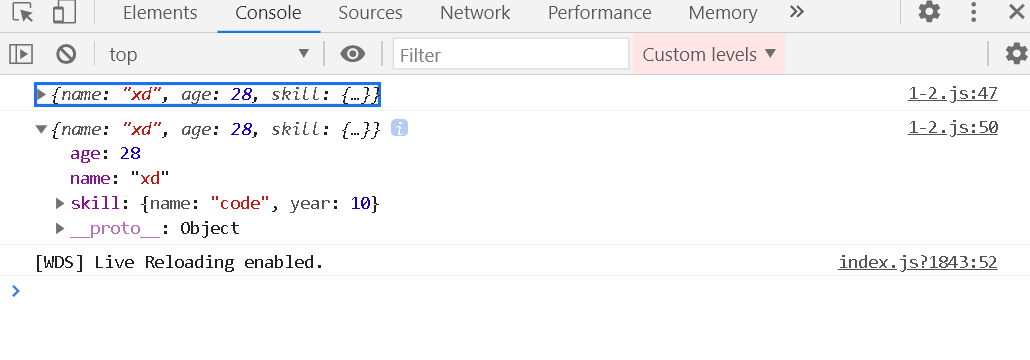 Elements Console Sources Network Performance Memory »
top Filter Custom levels
{name: "xd", age: 28, skill: {…}} 1-2.js:47
{name: "xd", age: 28, skill: {…}} i 1-2.js:50
age: 28
name: "xd"
skill: {name: "code", year: 10}
__proto__: Object
[WDS] Live Reloading enabled. index.js?1843:52